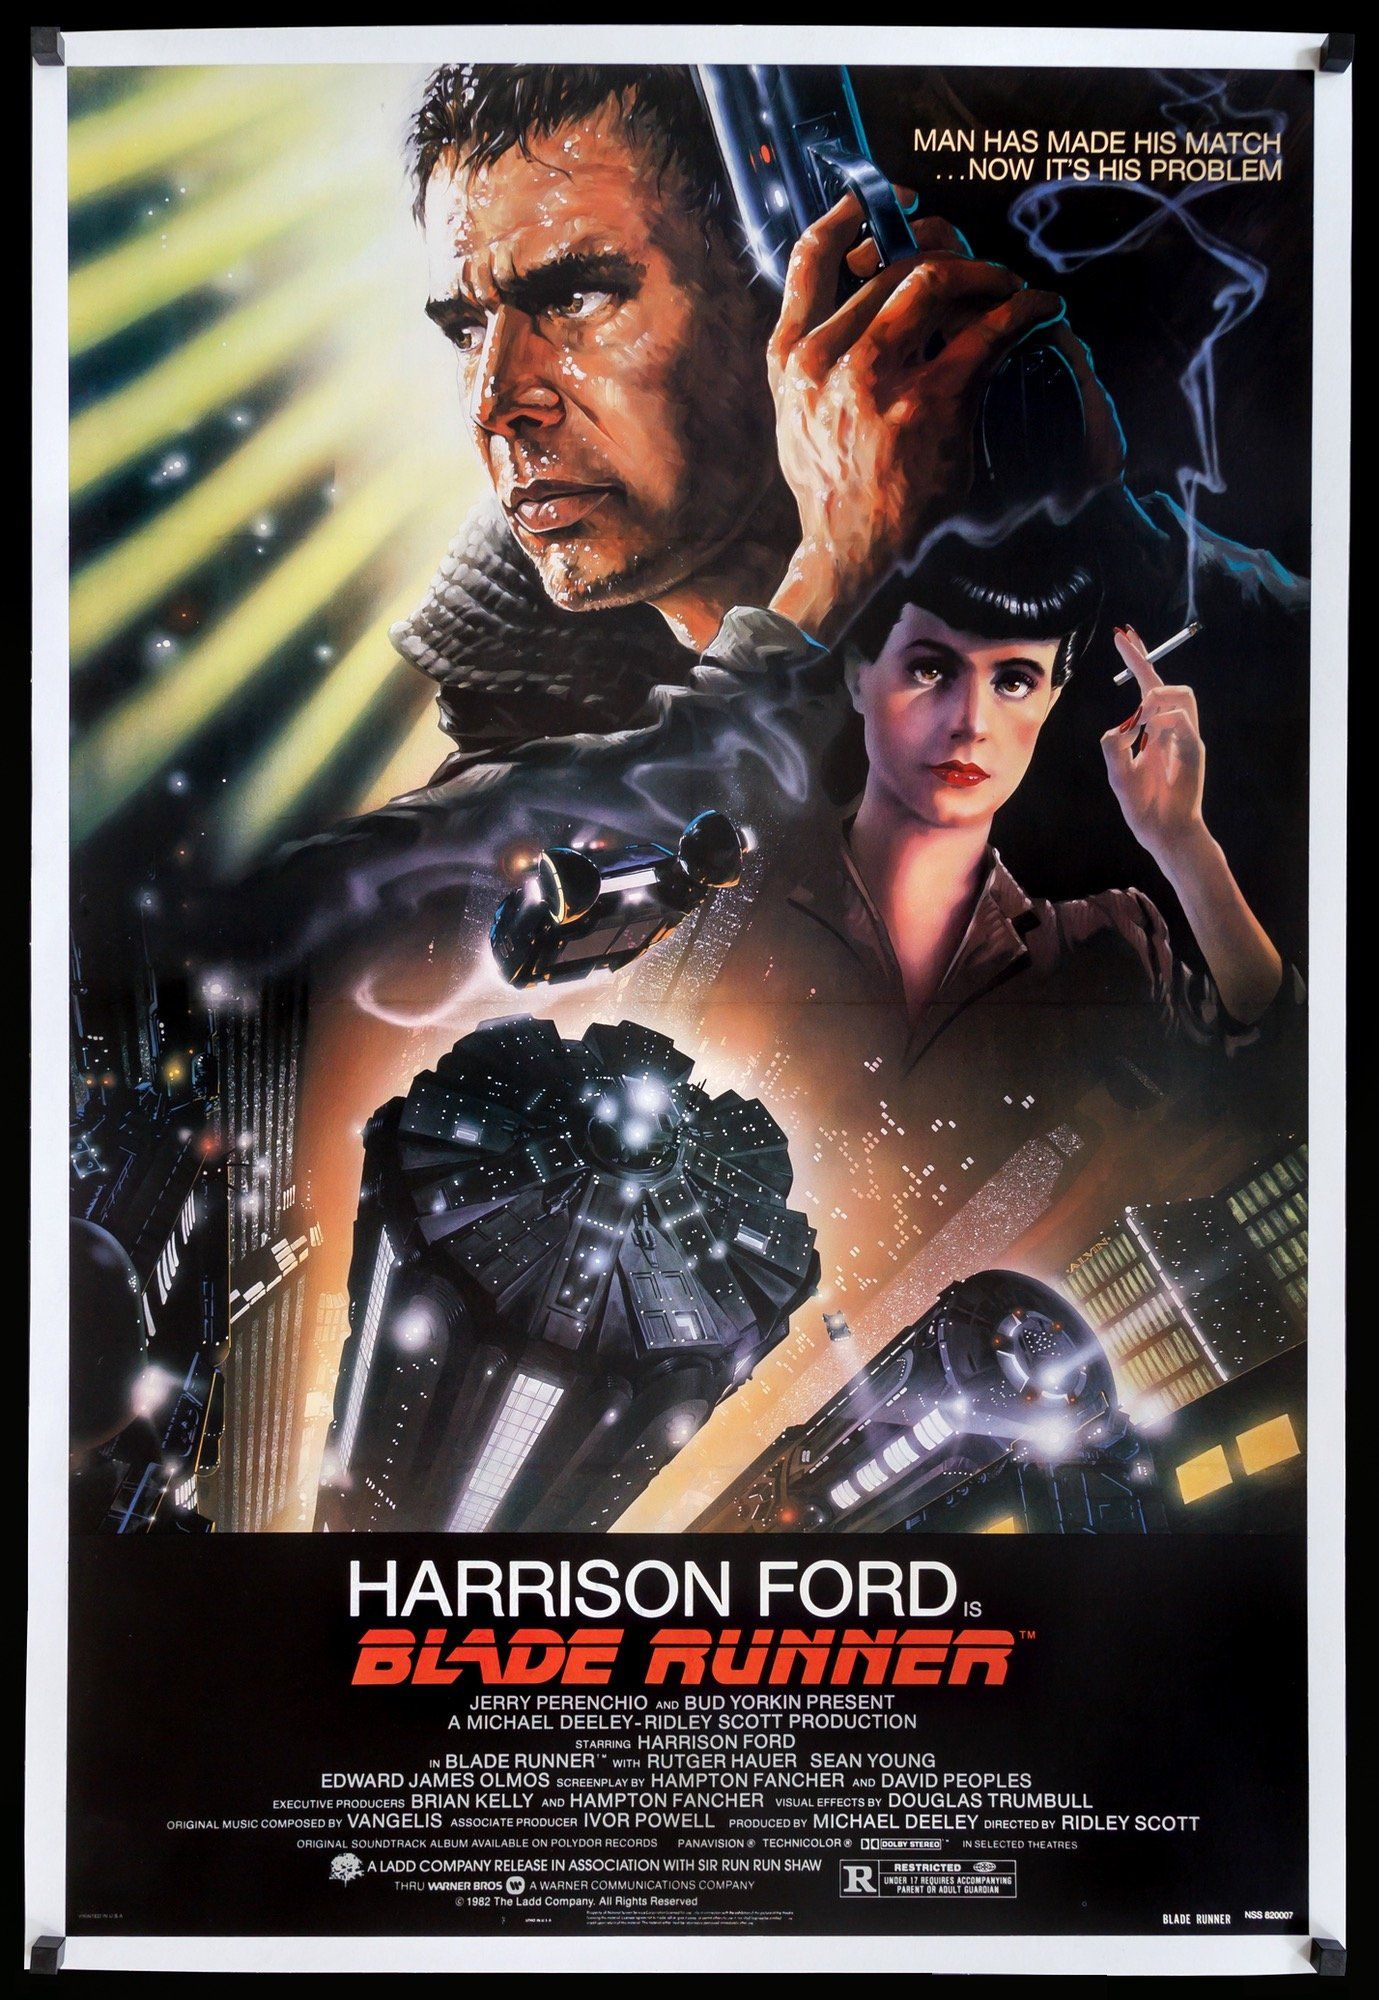 MAN HAS MADE HIS MATCH
...NOW IT'S HIS PROBLEM
HARRISON FORD IS
BLADE RUNNER™
JERRY PERENCHIO AND BUD YORKIN PRESENT
A MICHAEL DEELEY-RIDLEY SCOTT PRODUCTION
STARRING HARRISON FORD
IN BLADE RUNNER™ WITH RUTGER HAUER SEAN YOUNG
EDWARD JAMES OLMOS SCREENPLAY BY HAMPTON FANCHER AND DAVID PEOPLES
EXECUTIVE PRODUCERS BRIAN KELLY AND HAMPTON FANCHER VISUAL EFFECTS BY DOUGLAS TRUMBULL
ORIGINAL MUSIC COMPOSED BY VANGELIS ASSOCIATE PRODUCER IVOR POWELL PRODUCED BY MICHAEL DEELEY DIRECTED BY RIDLEY SCOTT
ORIGINAL SOUNDTRACK ALBUM AVAILABLE ON POLYDOR RECORDS PANAVISION® TECHNICOLOR® DOLBY STEREO™ IN SELECTED THEATRES
A LADD COMPANY RELEASE IN ASSOCIATION WITH SIR RUN RUN SHAW
THRU WARNER BROS A WARNER COMMUNICATIONS COMPANY
© 1982 The Ladd Company. All Rights Reserved
R RESTRICTED
UNDER 17 REQUIRES ACCOMPANYING
PARENT OR ADULT GUARDIAN
PRINTED IN U.S.A.
BLADE RUNNER NSS 820007